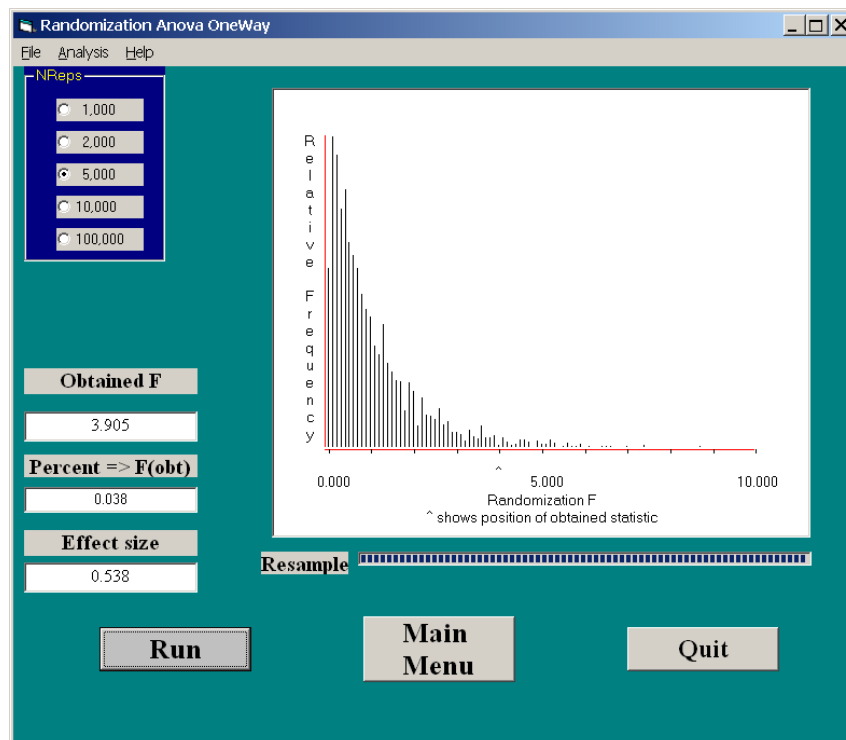 Randomization Anova OneWay
File Analysis Help
NReps
1,000
2,000
5,000
10,000
100,000
Obtained F
3.905
Percent => F(obt)
0.038
Effect size
0.538
Relative Frequency
0.000 5.000 10.000
^
Randomization F
^ shows position of obtained statistic
Resample
Run
Main
Menu
Quit